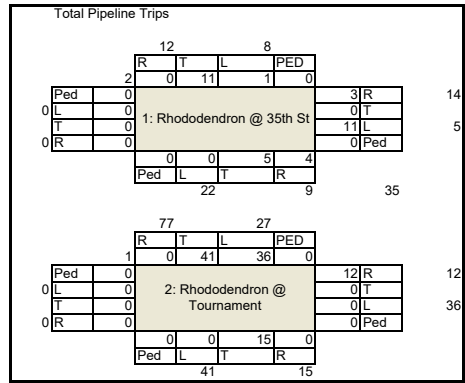 Total Pipeline Trips
12 8
R T L PED
2 0 11 1 0
Ped 0 3 R 14
0 L 0 1: Rhododendron @ 35th St 0 T
T 0 11 L 5
0 R 0 0 Ped
0 0 5 4
Ped L T R
22 9 35
77 27
R T L PED
1 0 41 36 0
Ped 0 12 R 12
0 L 0 2: Rhododendron @ 0 T
T 0 Tournament 0 L 36
0 R 0 0 Ped
0 0 15 0
Ped L T R
41 15